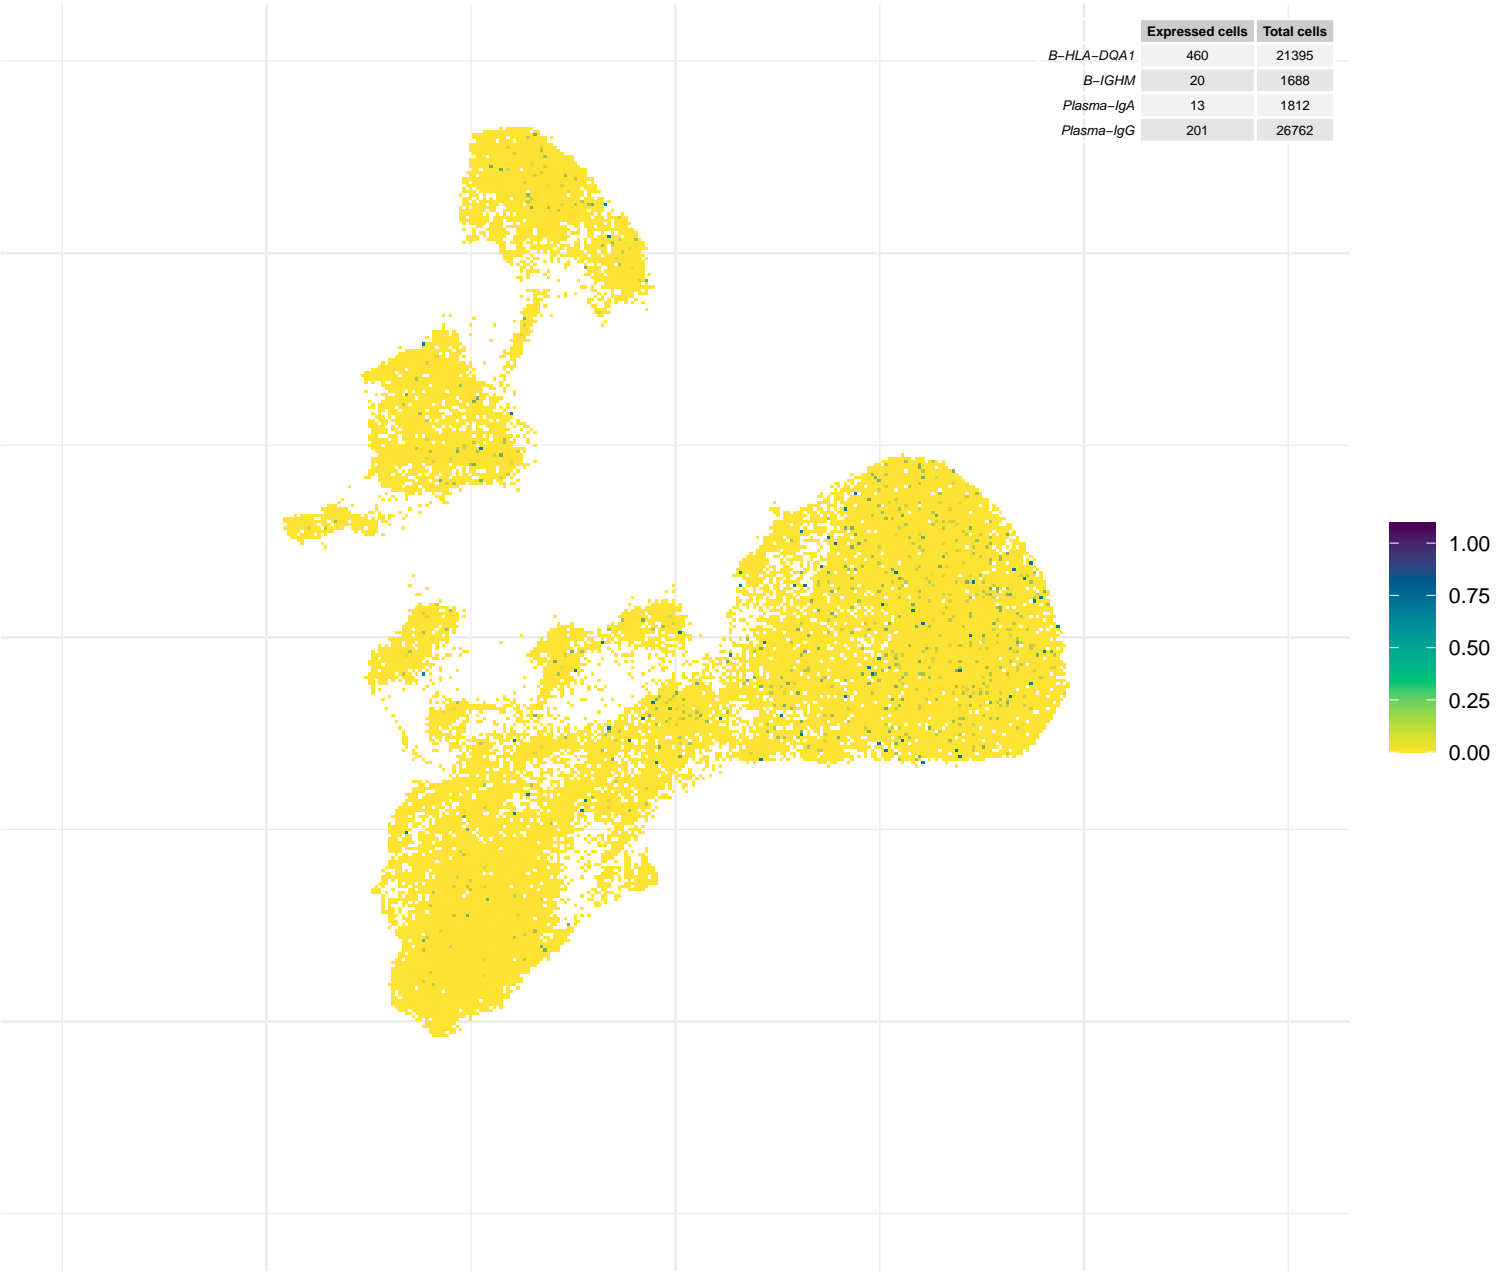 Expressed cells Total cells
B−HLA−DQA1 460 21395
B−IGHM 20 1688
Plasma−IgA 13 1812
Plasma−IgG 201 26762
1.00
0.75
0.50
0.25
0.00